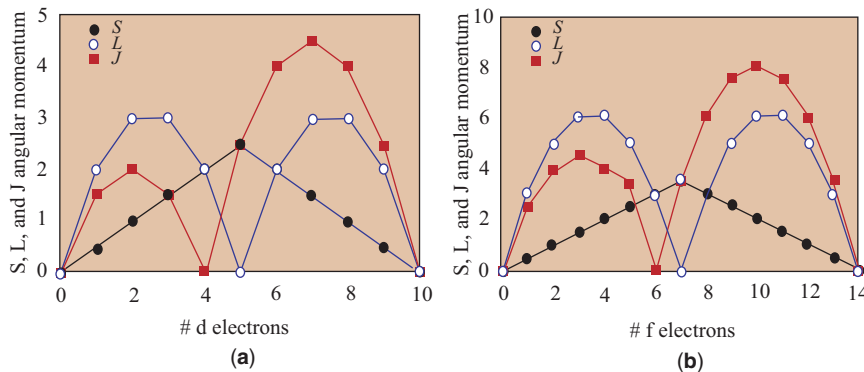 5
4
3
2
1
0
S, L, and J angular momentum
S
L
J
0 2 4 6 8 10
# d electrons
(a)
10
8
6
4
2
0
S, L, and J angular momentum
S
L
J
0 2 4 6 8 10 12 14
# f electrons
(b)